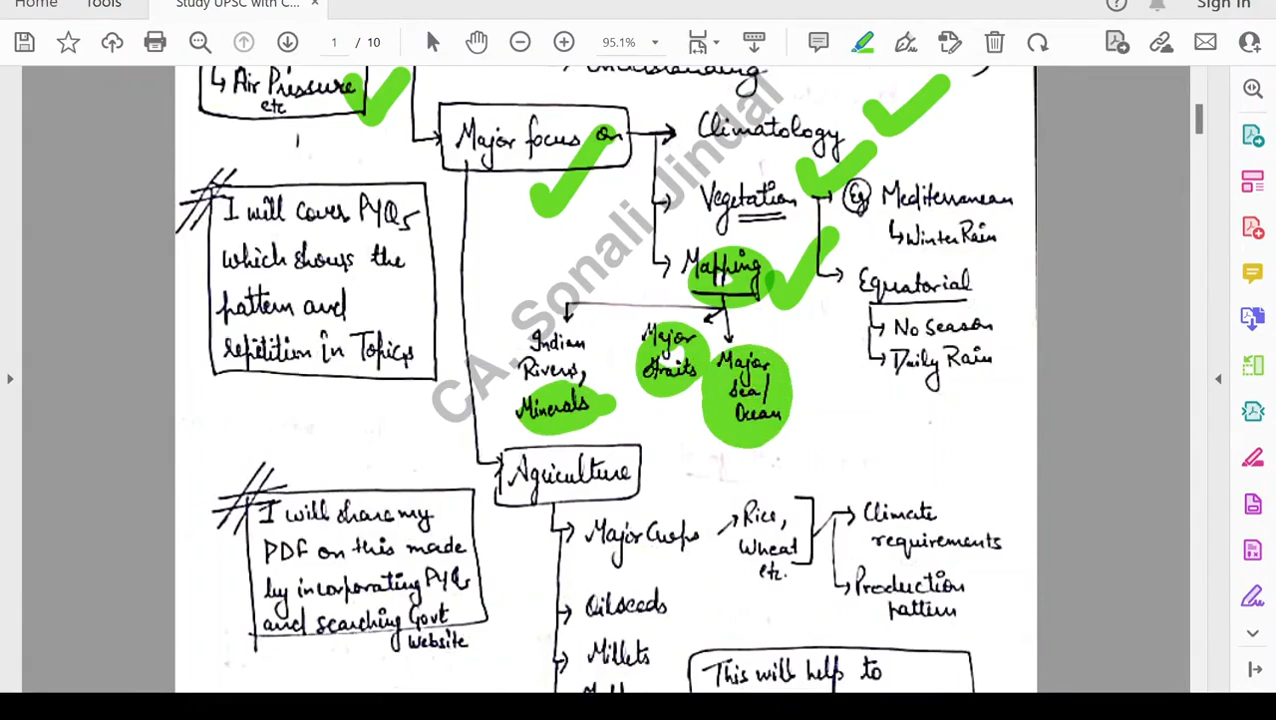 Home
Tools
Study UPSC with C...
×
Sign In
1 / 10
95.1%
↳ Air Pressure
etc
Understanding
Major focus on
Climatology
Vegetation
Eg Mediterranean
↳ Winter Rain
Mapping
Equatorial
No Season
Daily Rain
Indian
Rivers,
Minerals
Major
Straits
Major
Sea/
Ocean
I will cover PYQs
which shows the
pattern and
repitition in Topics
Agriculture
I will share my
PDF on this made
by incorporating PYQs
and searching Govt
Website
Major Crops
Rice,
Wheat
etc.
Climate
requirements
Production
pattern
Oilseeds
Millets
This will help to
CA. Sonali Jindal